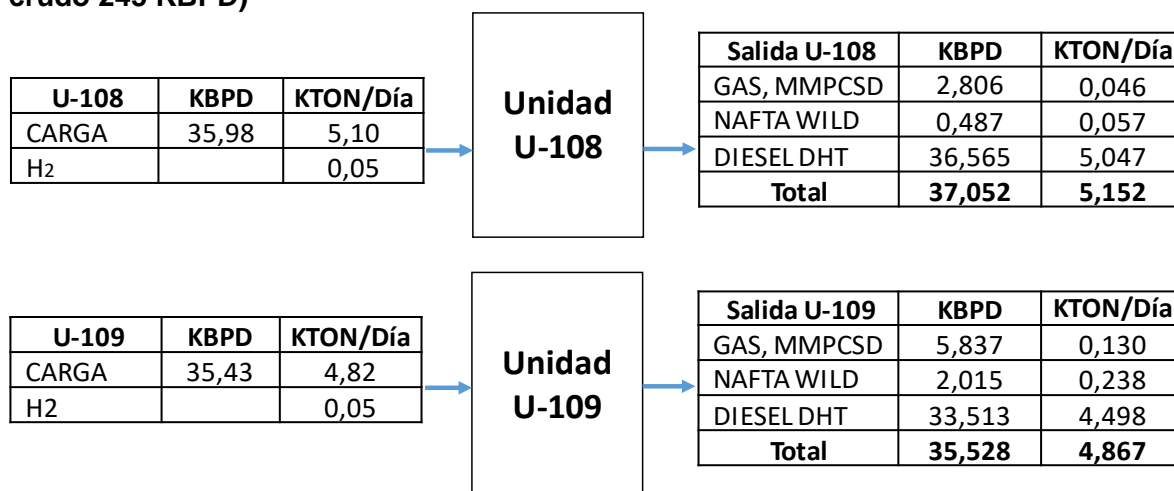 crudo KBPD)
U-108 KBPD KTON/Día
CARGA 35,98 5,10
H2 0,05
Unidad
U-108
Salida U-108 KBPD KTON/Día
GAS, MMPCSD 2,806 0,046
NAFTA WILD 0,487 0,057
DIESEL DHT 36,565 5,047
Total 37,052 5,152
U-109 KBPD KTON/Día
CARGA 35,43 4,82
H2 0,05
Unidad
U-109
Salida U-109 KBPD KTON/Día
GAS, MMPCSD 5,837 0,130
NAFTA WILD 2,015 0,238
DIESEL DHT 33,513 4,498
Total 35,528 4,867